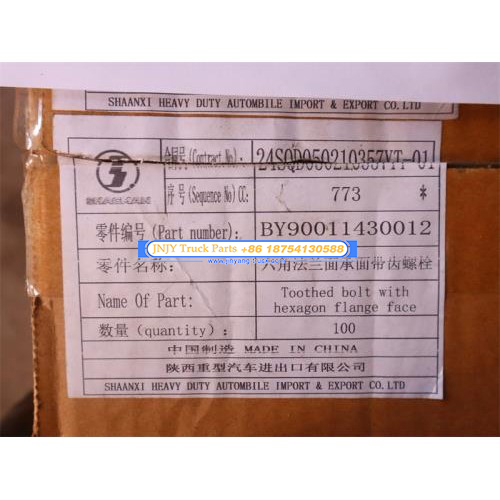 SHAANXI HEAVY DUTY AUTOMBILE IMPORT & EXPORT CO.LTD
合同号(Contract No.): 24SQD050210357YT-01
SHACMAN
序号(Sequence No)CC: 773 *
零件编号(Part number): BY90011430012
JNJY Truck Parts +86 18754130588
www.jinyang-truck
零件名称: 六角法兰面承面带齿螺栓
Name Of Part: Toothed bolt with
hexagon flange face
数量(quantity): 100
中国制造 MADE IN CHINA
陕西重型汽车进出口有限公司
SHAANXI HEAVY DUTY AUTOMBILE IMPORT & EXPORT CO.LTD